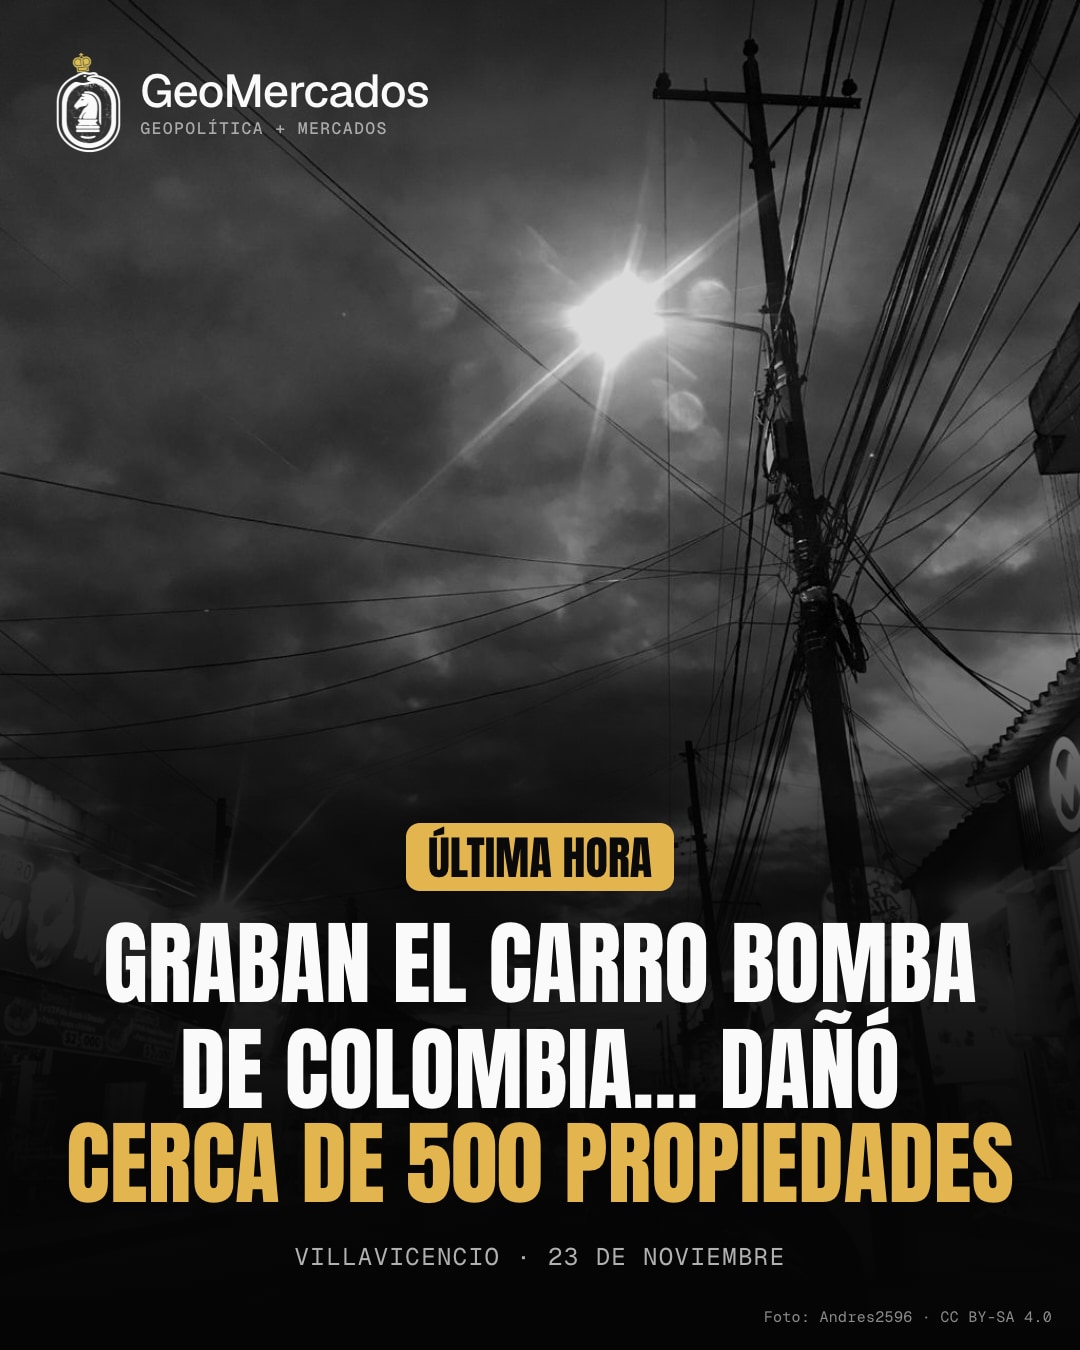 GeoMercados
GEOPOLÍTICA + MERCADOS
ÚLTIMA HORA
GRABAN EL CARRO BOMBA
DE COLOMBIA... DAÑÓ
CERCA DE 500 PROPIEDADES
VILLAVICENCIO · 23 DE NOVIEMBRE
Foto: Andres2596 · CC BY-SA 4.0